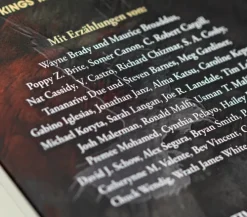 KINGS
Mit Erzählungen von:
Wayne Brady und Maurice Broaddus,
Poppy Z. Brite, Somer Canon, C. Robert Cargill,
Nat Cassidy, V. Castro, Richard Chizmar, S. A. Cosby,
Tananarive Due und Steven Barnes, Meg Gardiner,
Gabino Iglesias, Jonathan Janz, Alma Katsu, Caroline
Michael Koryta, Sarah Langan, Joe R. Lansdale, Tim
Josh Malerman, Ronald Malfi, Usman T.
Premee Mohamed, Cynthia Pelayo, Hailey
David J. Schow, Alex Segura, Bryan Smith, P
Catherynne M. Valente, Bev Vincent,
Chuck Wendig, Wrath James White